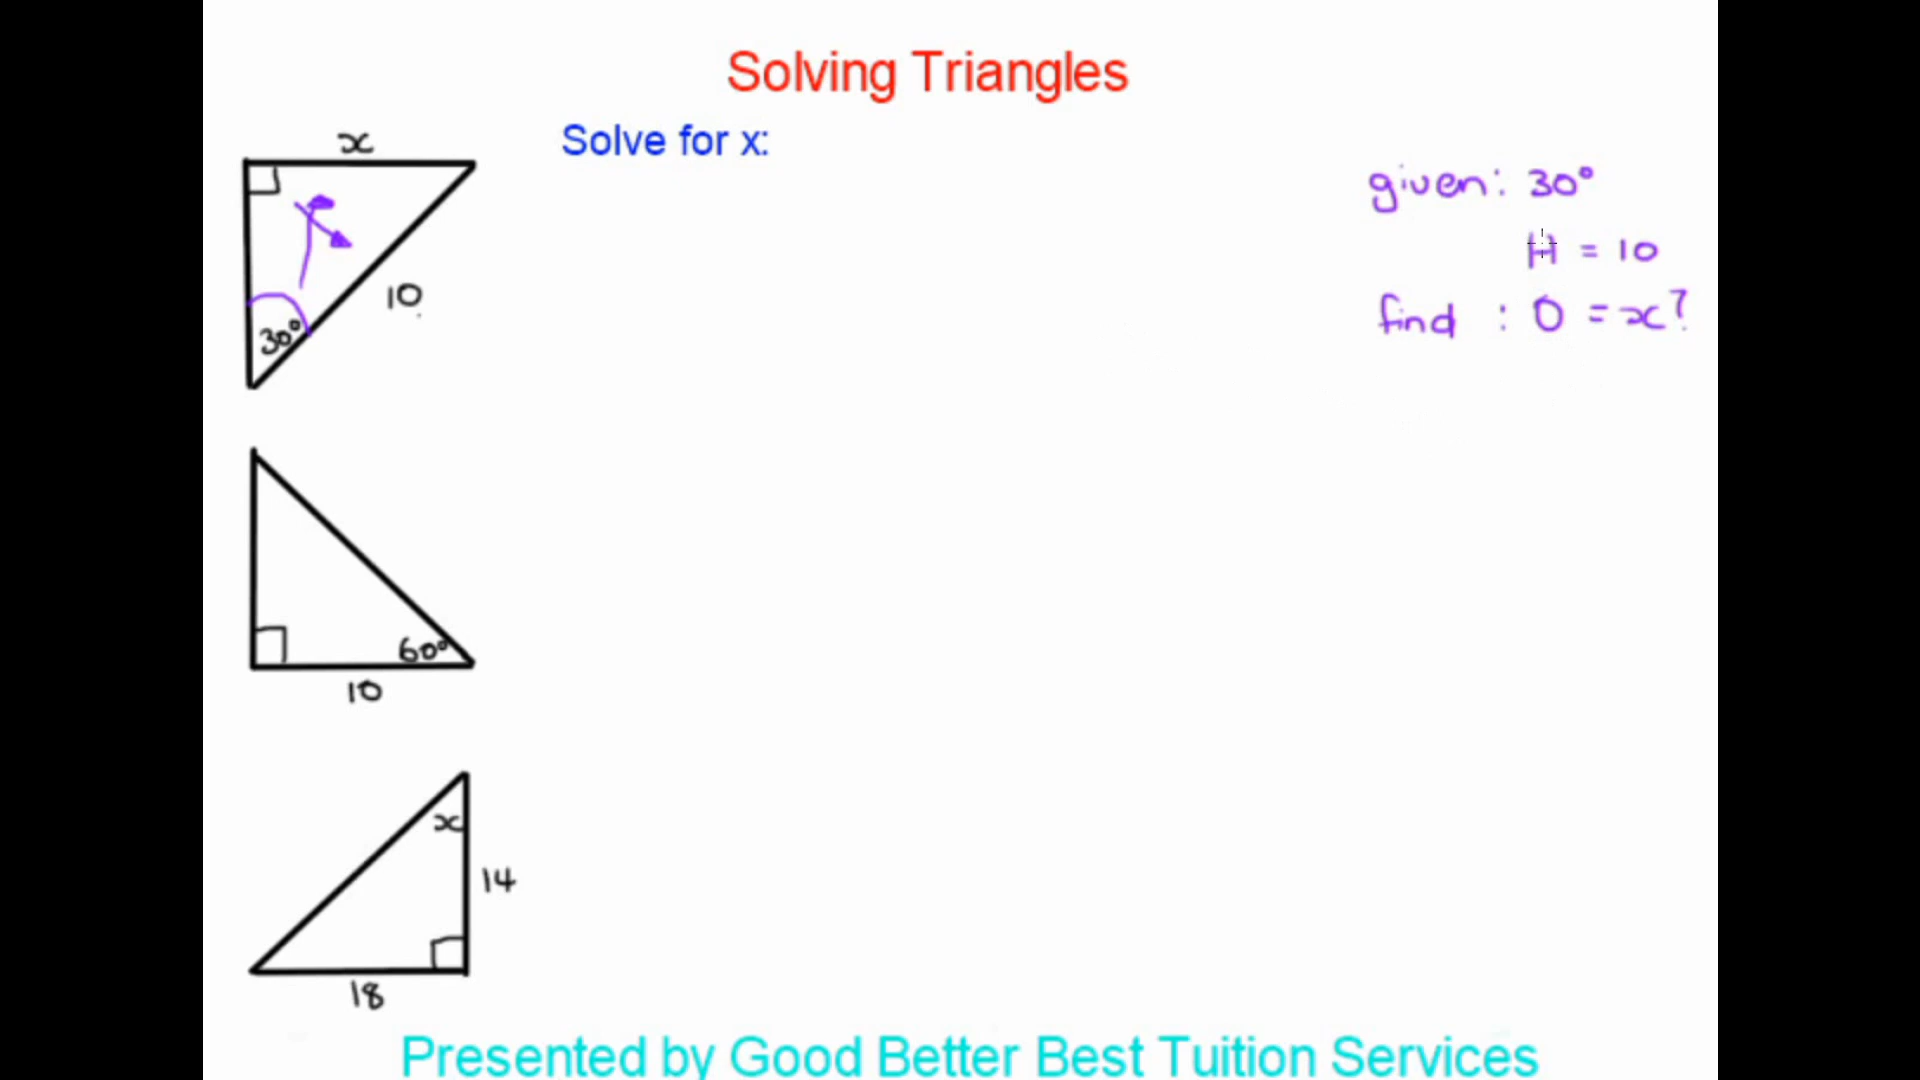 Solving Triangles
Solve for x:
x
10
30°
given: 30°
H = 10
find : O = x?
60°
10
x
14
18
Presented by Good Better Best Tuition Services